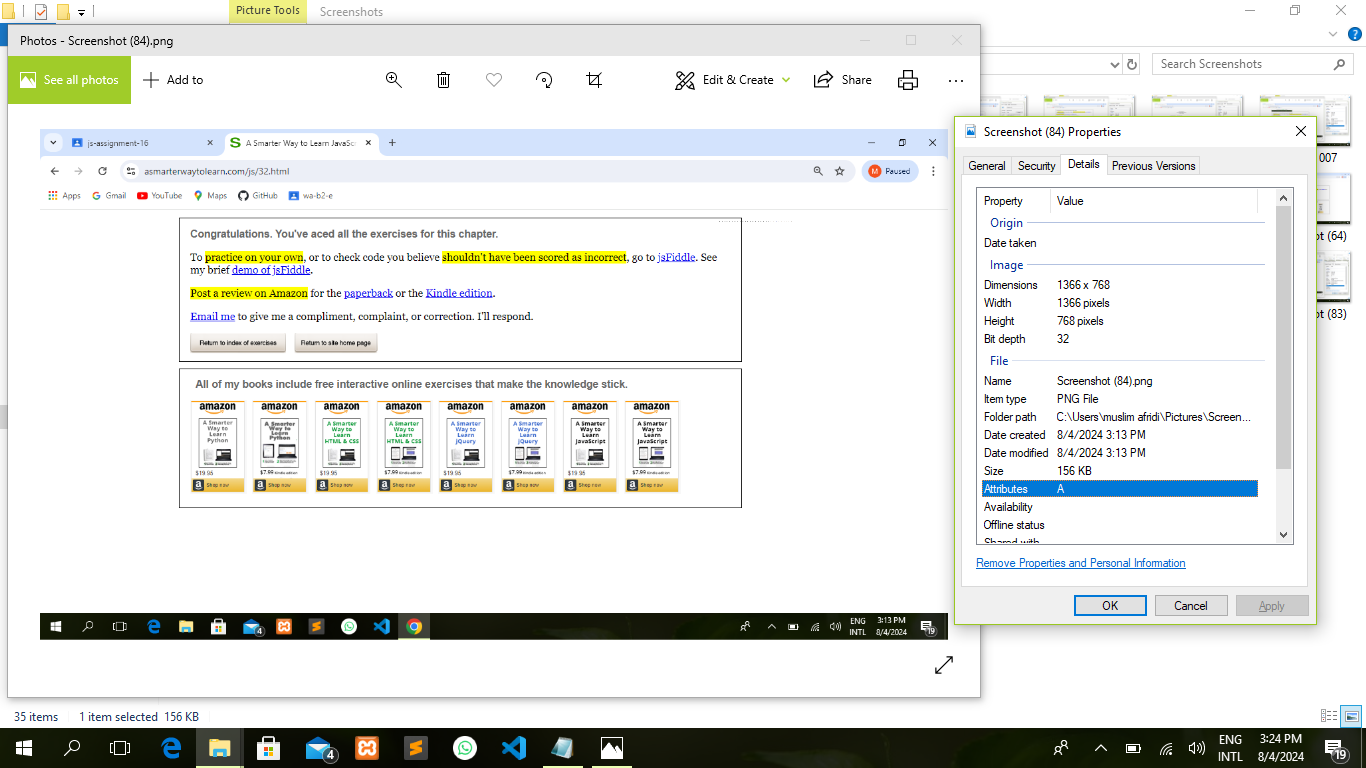 Picture Tools
Screenshots
Photos - Screenshot (84).png
See all photos
Add to
Edit & Create
Share
Search Screenshots
js-assignment-16
A Smarter Way to Learn JavaSc
asmarterwaytolearn.com/js/32.html
M Paused
Apps
Gmail
YouTube
Maps
GitHub
wa-b2-e
Congratulations. You've aced all the exercises for this chapter.
To practice on your own, or to check code you believe shouldn't have been scored as incorrect, go to jsFiddle. See
my brief demo of jsFiddle.
Post a review on Amazon for the paperback or the Kindle edition.
Email me to give me a compliment, complaint, or correction. I'll respond.
Return to index of exercises
Return to site home page
All of my books include free interactive online exercises that make the knowledge stick.
amazon
A Smarter
Way to
Learn
Python
$19.95
Shop now
amazon
A Smarter
Way to
Learn
Python
$7.99 Kindle edition
Shop now
amazon
A Smarter
Way to
Learn
HTML & CSS
$19.95
Shop now
amazon
A Smarter
Way to
Learn
HTML & CSS
$7.99 Kindle edition
Shop now
amazon
A Smarter
Way to
Learn
jQuery
$19.95
Shop now
amazon
A Smarter
Way to
Learn
jQuery
$7.99 Kindle edition
Shop now
amazon
A Smarter
Way to
Learn
JavaScript
$19.95
Shop now
amazon
A Smarter
Way to
Learn
JavaScript
$7.99 Kindle edition
Shop now
4
ENG
INTL
3:13 PM
8/4/2024
19
Screenshot (84) Properties
General
Security
Details
Previous Versions
Property Value
Origin
Date taken
Image
Dimensions 1366 x 768
Width 1366 pixels
Height 768 pixels
Bit depth 32
File
Name Screenshot (84).png
Item type PNG File
Folder path C:\Users\muslim afridi\Pictures\Screen...
Date created 8/4/2024 3:13 PM
Date modified 8/4/2024 3:13 PM
Size 156 KB
Attributes A
Availability
Offline status
Shared with
Remove Properties and Personal Information
OK
Cancel
Apply
007
ot (64)
ot (83)
35 items
1 item selected 156 KB
4
ENG
INTL
3:24 PM
8/4/2024
19